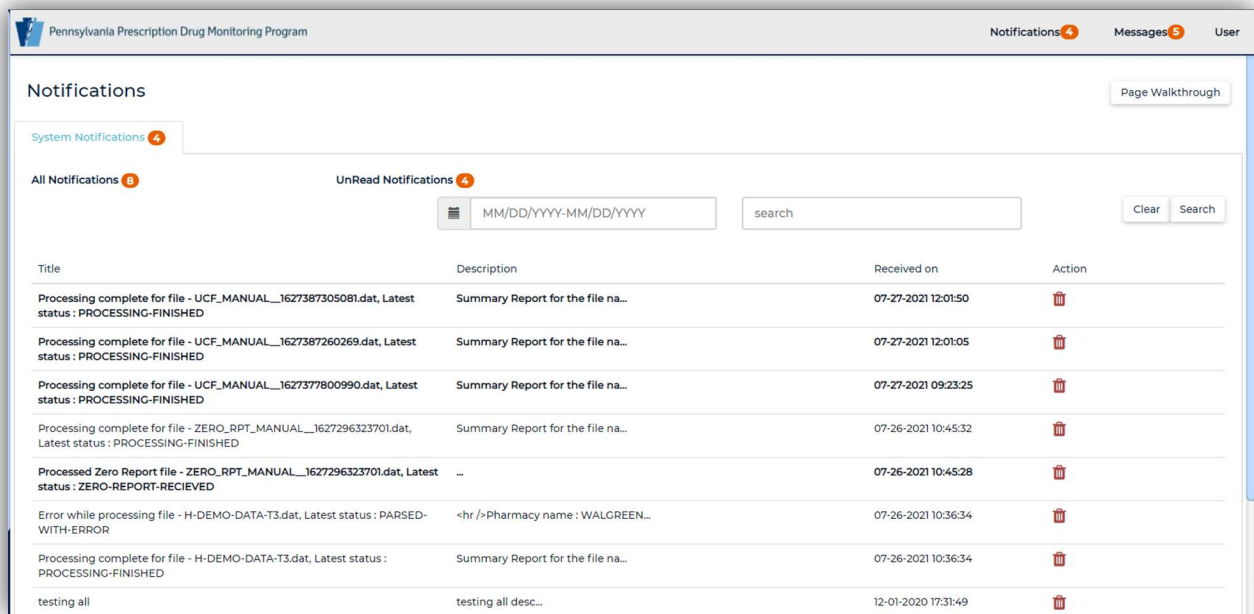 Pennsylvania Prescription Drug Monitoring Program
Notifications 4 Messages 5 User
Notifications
Page Walkthrough
System Notifications 4
All Notifications 8 UnRead Notifications 4
MM/DD/YYYY-MM/DD/YYYY search Clear Search
Title Description Received on Action
Processing complete for file - UCF_MANUAL__1627387305081.dat, Latest Summary Report for the file na... 07-27-2021 12:01:50
status : PROCESSING-FINISHED
Processing complete for file - UCF_MANUAL__1627387260269.dat, Latest Summary Report for the file na... 07-27-2021 12:01:05
status : PROCESSING-FINISHED
Processing complete for file - UCF_MANUAL__1627377800990.dat, Latest Summary Report for the file na... 07-27-2021 09:23:25
status : PROCESSING-FINISHED
Processing complete for file - ZERO_RPT_MANUAL__1627296323701.dat, Summary Report for the file na... 07-26-2021 10:45:32
Latest status : PROCESSING-FINISHED
Processed Zero Report file - ZERO_RPT_MANUAL__1627296323701.dat, Latest ... 07-26-2021 10:45:28
status : ZERO-REPORT-RECIEVED
Error while processing file - H-DEMO-DATA-T3.dat, Latest status : PARSED- <hr />Pharmacy name : WALGREEN... 07-26-2021 10:36:34
WITH-ERROR
Processing complete for file - H-DEMO-DATA-T3.dat, Latest status : Summary Report for the file na... 07-26-2021 10:36:34
PROCESSING-FINISHED
testing all testing all desc... 12-01-2020 17:31:49